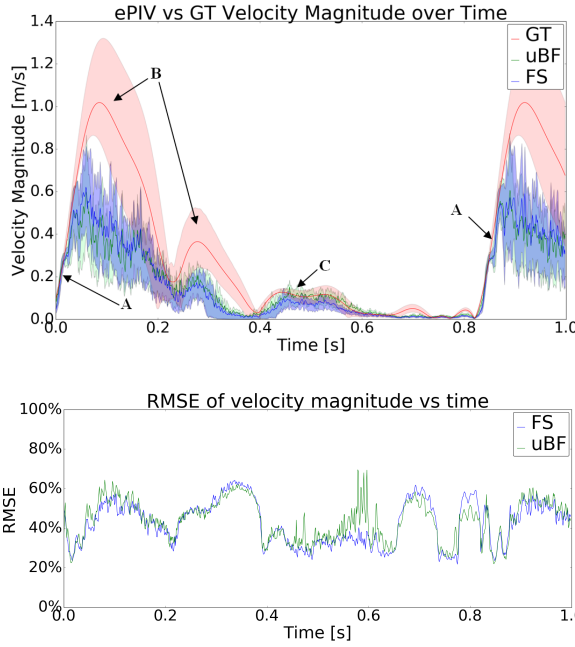 ePIV vs GT Velocity Magnitude over Time
1.4
1.2
1.0
0.8
0.6
0.4
0.2
0.0
Velocity Magnitude [m/s]
GT
uBF
FS
B
A
C
A
0.0 0.2 0.4 0.6 0.8 1.0
Time [s]
RMSE of velocity magnitude vs time
100%
80%
60%
40%
20%
0%
RMSE
FS
uBF
0.0 0.2 0.4 0.6 0.8 1.0
Time [s]